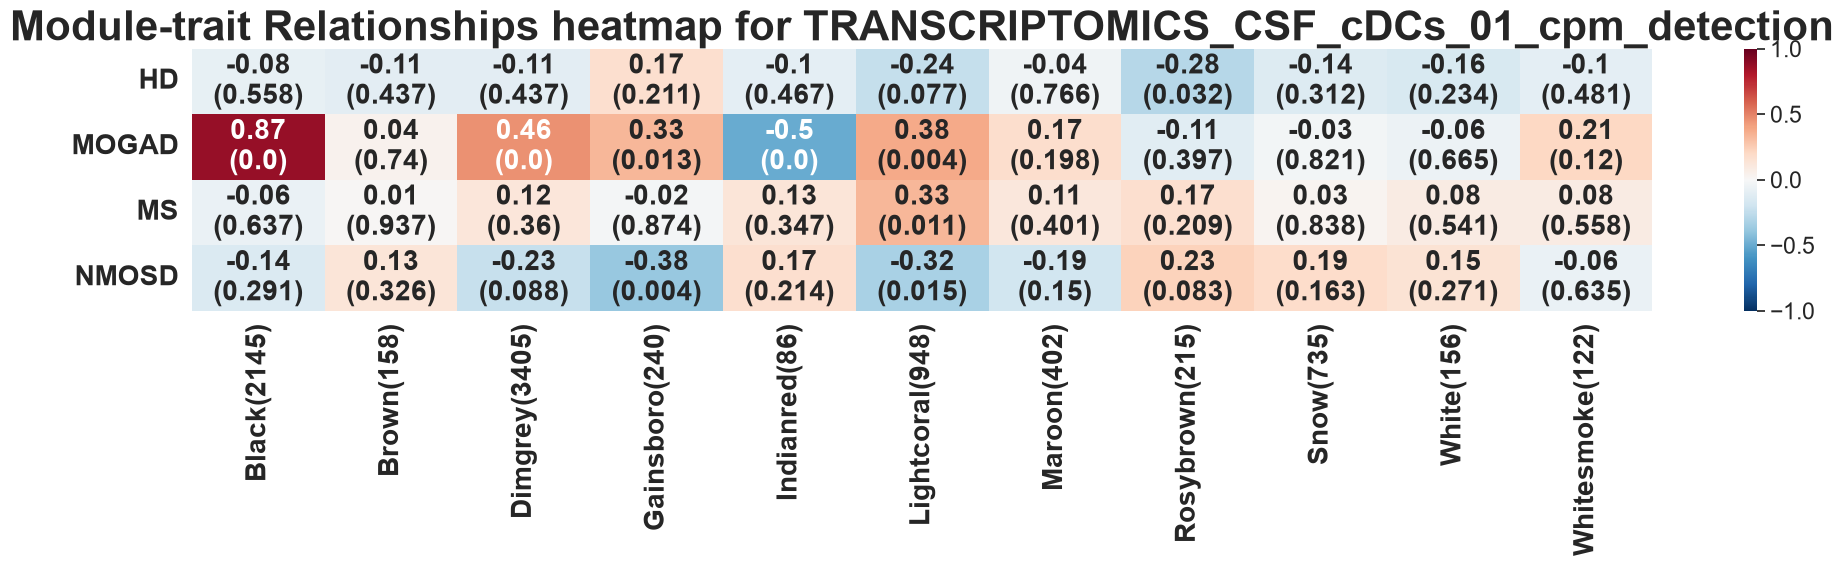 Module-trait Relationships heatmap for TRANSCRIPTOMICS_CSF_cDCs_01_cpm_detection
HD
-0.08 -0.11 -0.11 0.17 -0.1 -0.24 -0.04 -0.28 -0.14 -0.16 -0.1
(0.558) (0.437) (0.437) (0.211) (0.467) (0.077) (0.766) (0.032) (0.312) (0.234) (0.481)
MOGAD
0.87 0.04 0.46 0.33 -0.5 0.38 0.17 -0.11 -0.03 -0.06 0.21
(0.0) (0.74) (0.0) (0.013) (0.0) (0.004) (0.198) (0.397) (0.821) (0.665) (0.12)
MS
-0.06 0.01 0.12 -0.02 0.13 0.33 0.11 0.17 0.03 0.08 0.08
(0.637) (0.937) (0.36) (0.874) (0.347) (0.011) (0.401) (0.209) (0.838) (0.541) (0.558)
NMOSD
-0.14 0.13 -0.23 -0.38 0.17 -0.32 -0.19 0.23 0.19 0.15 -0.06
(0.291) (0.326) (0.088) (0.004) (0.214) (0.015) (0.15) (0.083) (0.163) (0.271) (0.635)
Black(2145)
Brown(158)
Dimgrey(3405)
Gainsboro(240)
Indianred(86)
Lightcoral(948)
Maroon(402)
Rosybrown(215)
Snow(735)
White(156)
Whitesmoke(122)
1.0
0.5
0.0
−0.5
−1.0